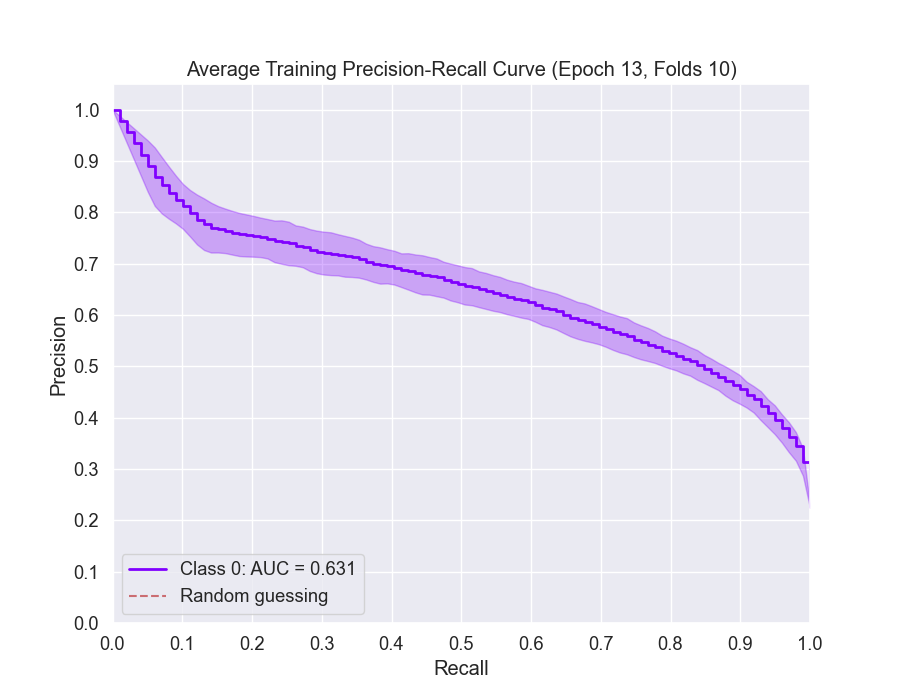 Average Training Precision-Recall Curve (Epoch 13, Folds 10)
1.0
0.9
0.8
0.7
0.6
0.5
0.4
0.3
0.2
0.1
0.0
Precision
Class 0: AUC = 0.631
Random guessing
0.0 0.1 0.2 0.3 0.4 0.5 0.6 0.7 0.8 0.9 1.0
Recall